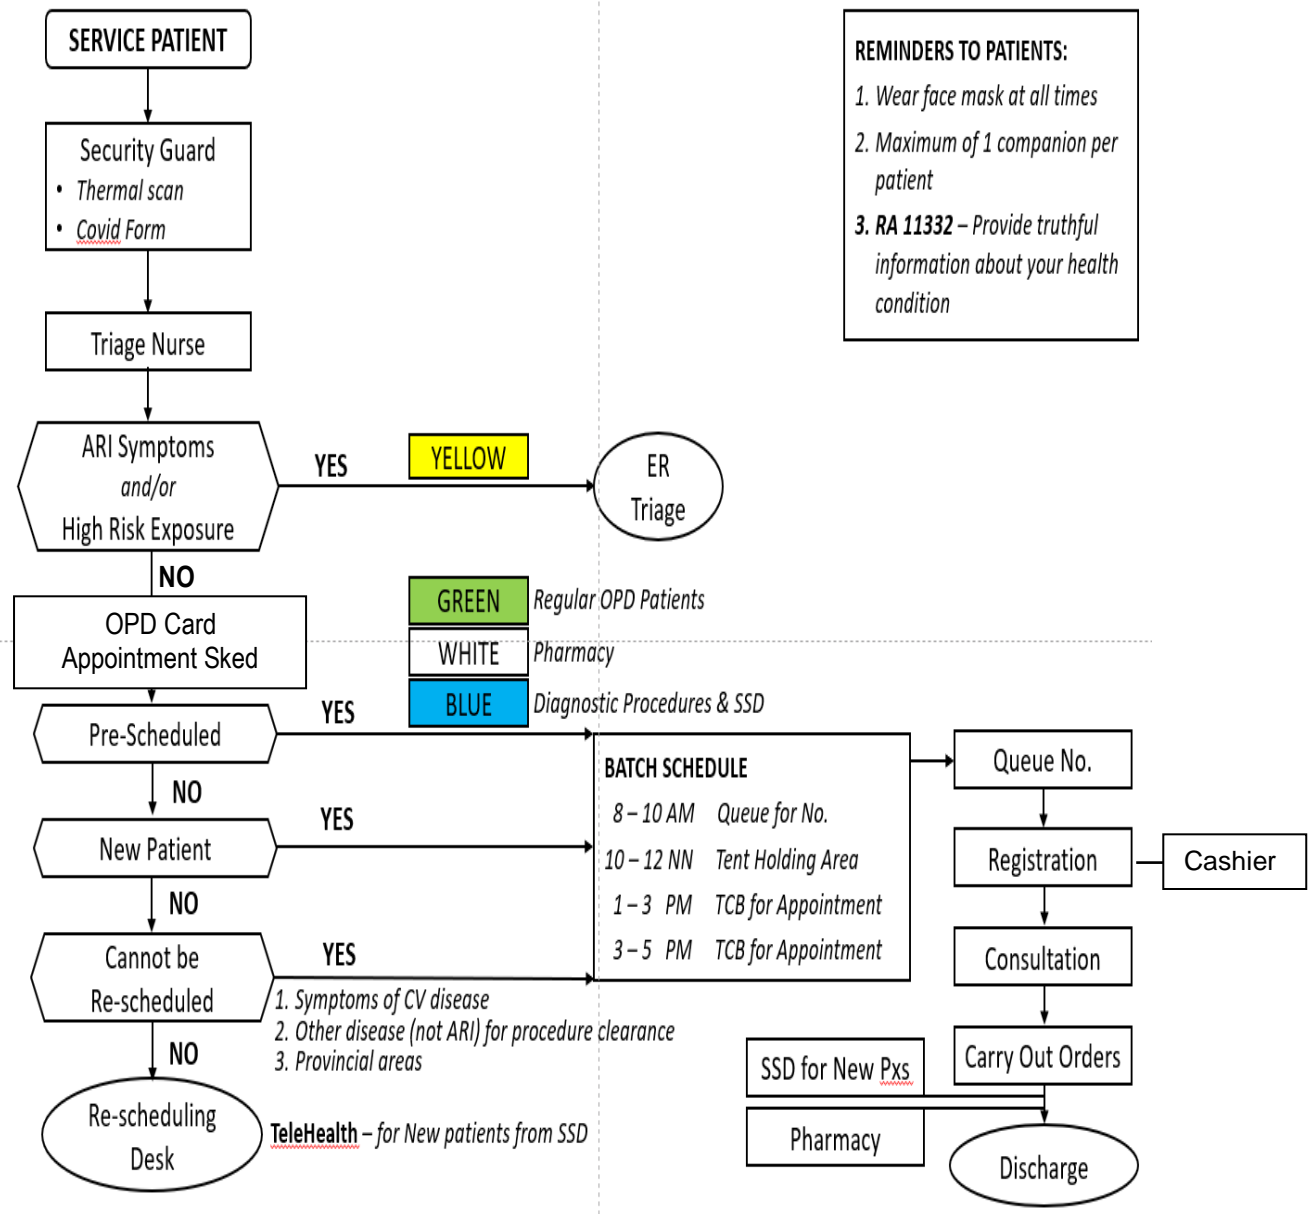 SERVICE PATIENT
Security Guard
• Thermal scan
• Covid Form
Triage Nurse
ARI Symptoms
and/or
High Risk Exposure
YES
YELLOW
ER
Triage
NO
OPD Card
Appointment Sked
GREEN Regular OPD Patients
WHITE Pharmacy
BLUE Diagnostic Procedures & SSD
Pre-Scheduled
YES
NO
New Patient
YES
NO
Cannot be
Re-scheduled
YES
1. Symptoms of CV disease
2. Other disease (not ARI) for procedure clearance
3. Provincial areas
NO
Re-scheduling
Desk
TeleHealth – for New patients from SSD
BATCH SCHEDULE
8 – 10 AM Queue for No.
10 – 12 NN Tent Holding Area
1 – 3 PM TCB for Appointment
3 – 5 PM TCB for Appointment
Queue No.
Registration
Cashier
Consultation
Carry Out Orders
SSD for New Pxs
Pharmacy
Discharge
REMINDERS TO PATIENTS:
1. Wear face mask at all times
2. Maximum of 1 companion per
patient
3. RA 11332 – Provide truthful
information about your health
condition